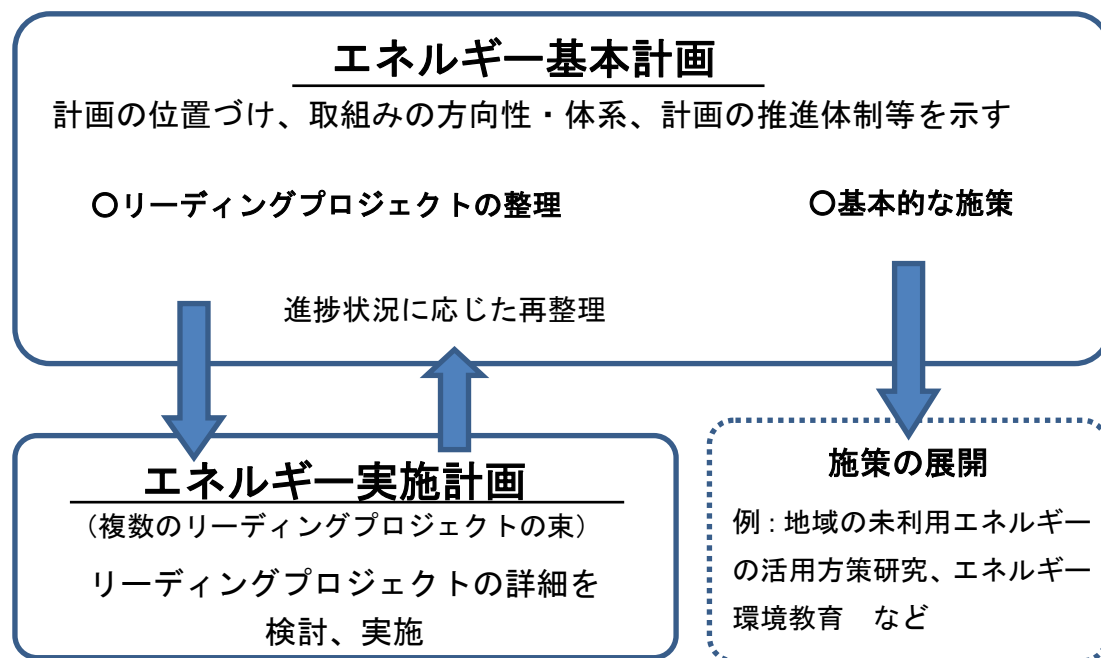 エネルギー基本計画
計画の位置づけ、取組みの方向性・体系、計画の推進体制等を示す
〇リーディングプロジェクトの整理
〇基本的な施策
進捗状況に応じた再整理
エネルギー実施計画
（複数のリーディングプロジェクトの束）
リーディングプロジェクトの詳細を
検討、実施
施策の展開
例：地域の未利用エネルギー
の活用方策研究、エネルギー
環境教育　など